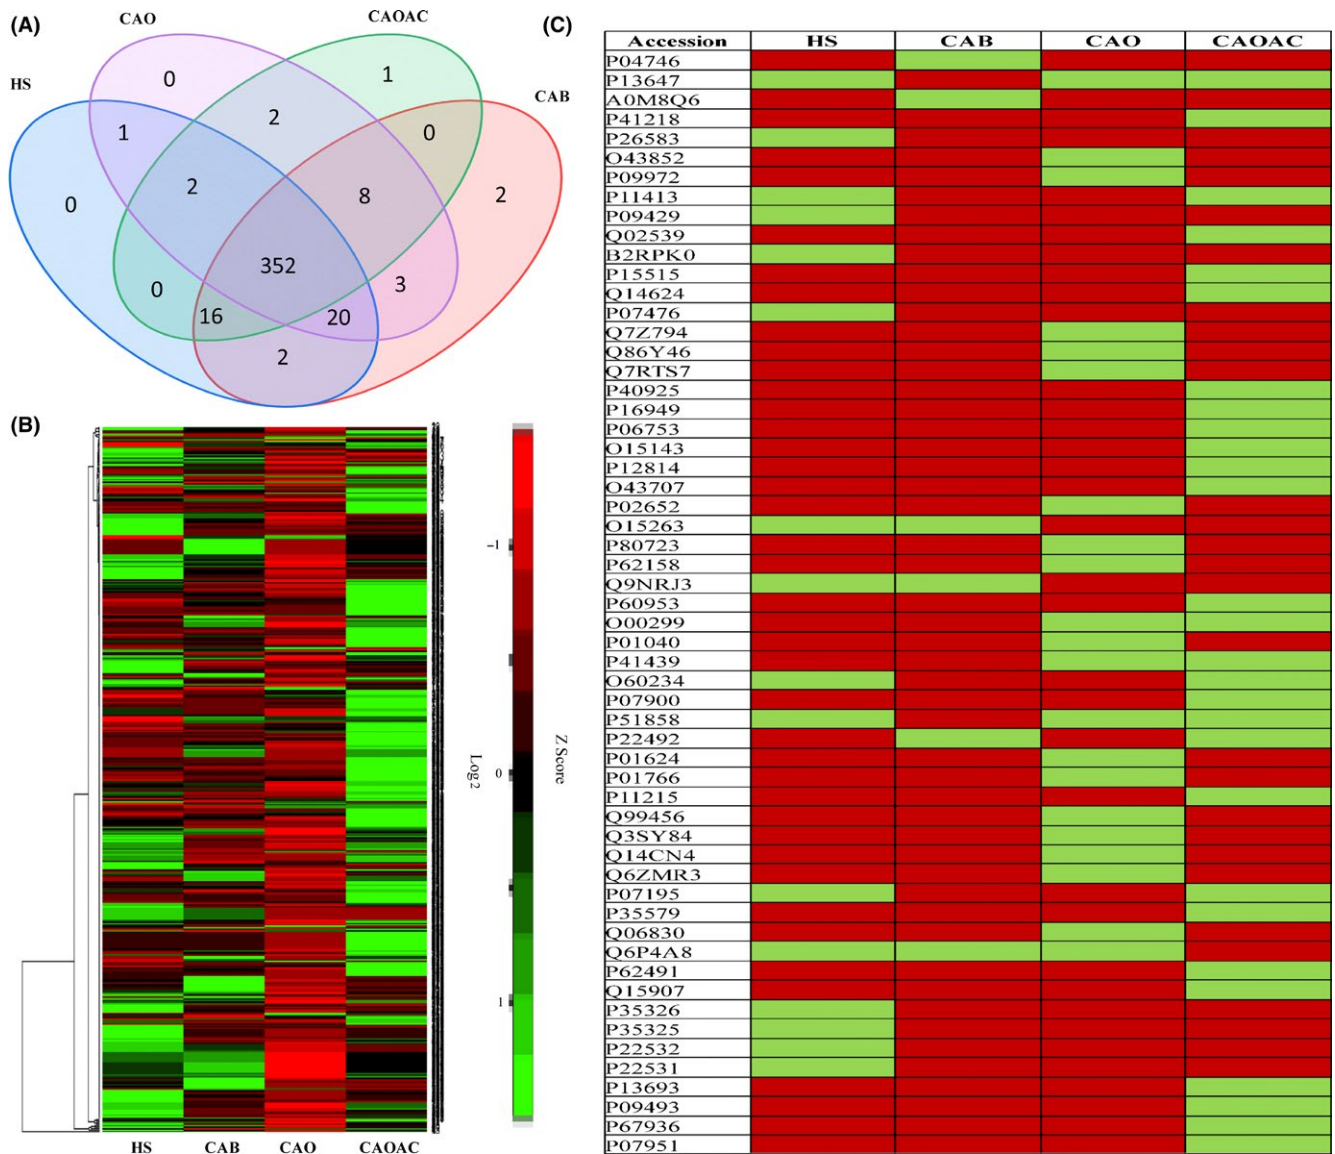 (A)
CAO
CAOAC
HS
CAB
0
1
1
2
0
0
2
8
2
352
0
3
16
20
2
(B)
-1
0
1
Log 2
Z Score
HS CAB CAO CAOAC
(C)
Accession HS CAB CAO CAOAC
P04746
P13647
A0M8Q6
P41218
P26583
O43852
P09972
P11413
P09429
Q02539
B2RPK0
P15515
Q14624
P07476
Q7Z794
Q86Y46
Q7RTS7
P40925
P16949
P06753
O15143
P12814
O43707
P02652
O15263
P80723
P62158
Q9NRJ3
P60953
O00299
P01040
P41439
O60234
P07900
P51858
P22492
P01624
P01766
P11215
Q99456
Q3SY84
Q14CN4
Q6ZMR3
P07195
P35579
Q06830
Q6P4A8
P62491
Q15907
P35326
P35325
P22532
P22531
P13693
P09493
P67936
P07951